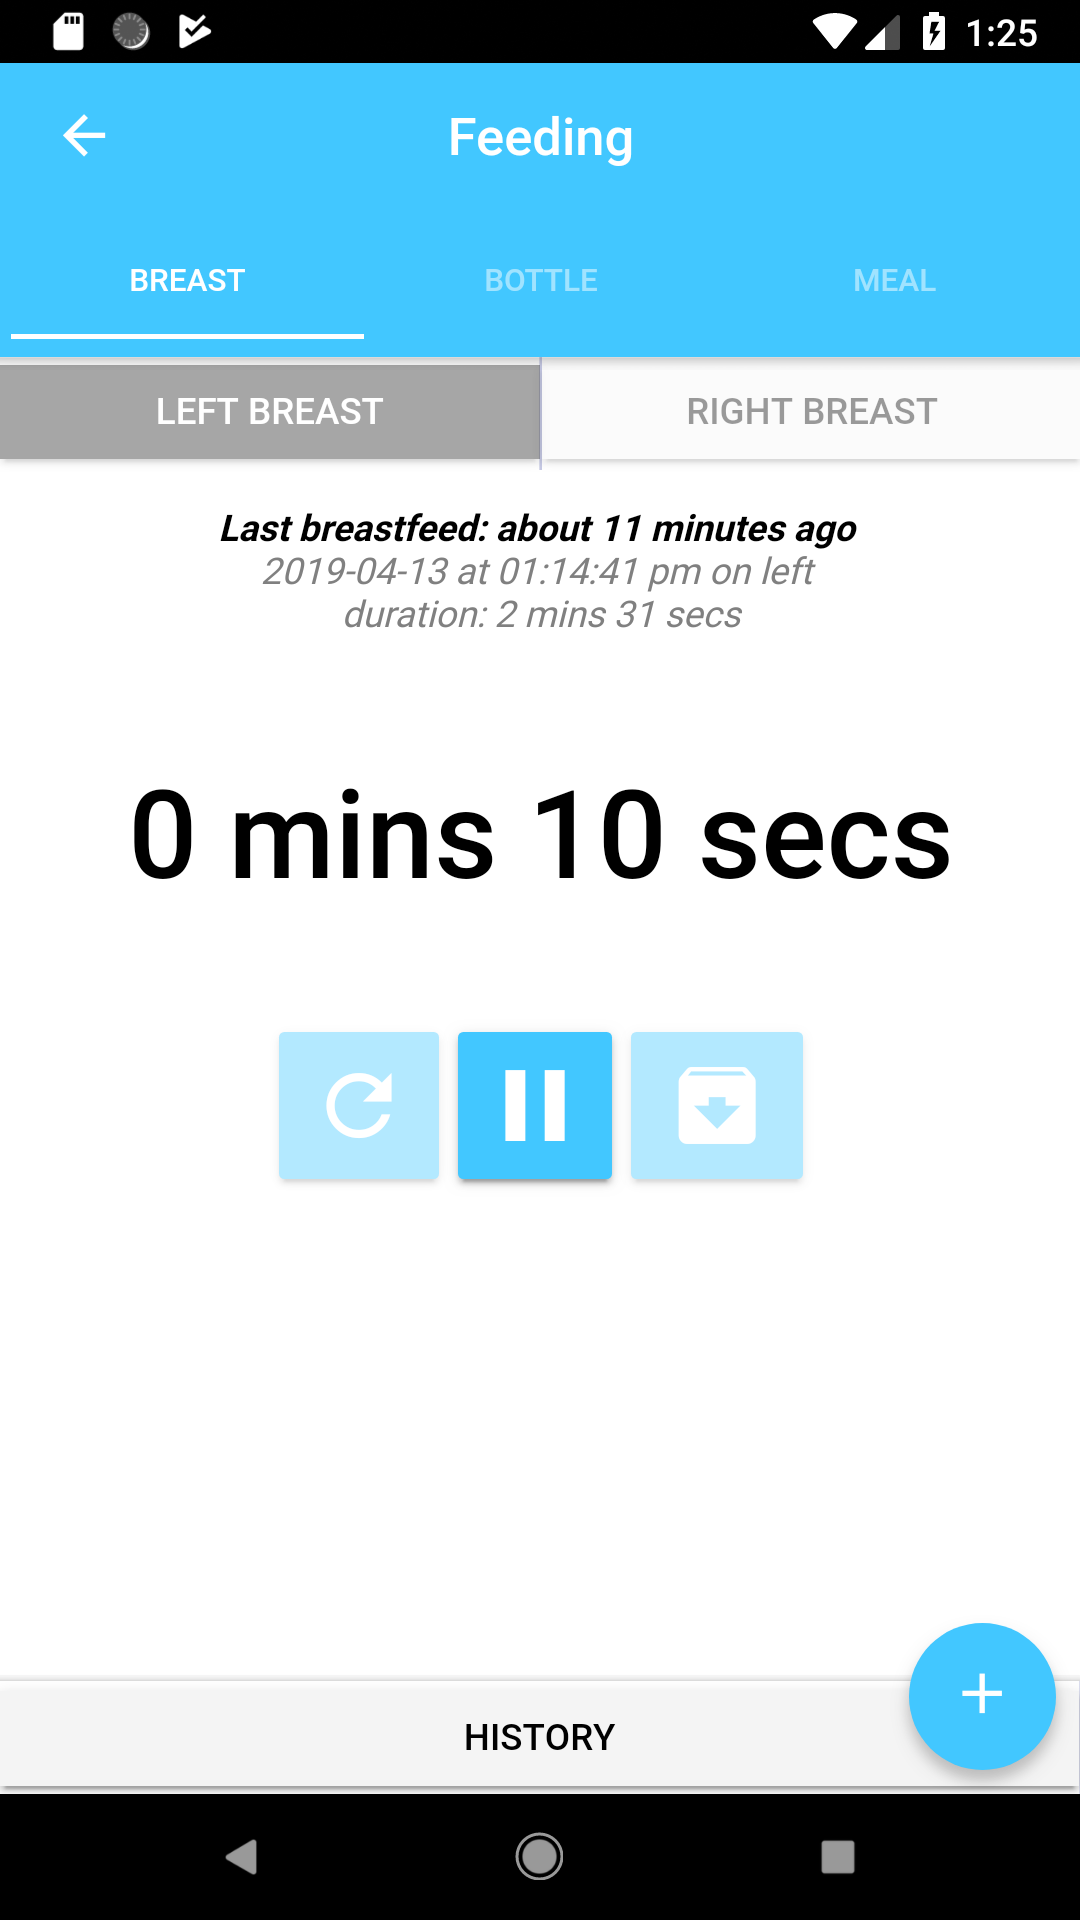 1:25
Feeding
BREAST BOTTLE MEAL
LEFT BREAST RIGHT BREAST
Last breastfeed: about 11 minutes ago
2019-04-13 at 01:14:41 pm on left
duration: 2 mins 31 secs
0 mins 10 secs
HISTORY